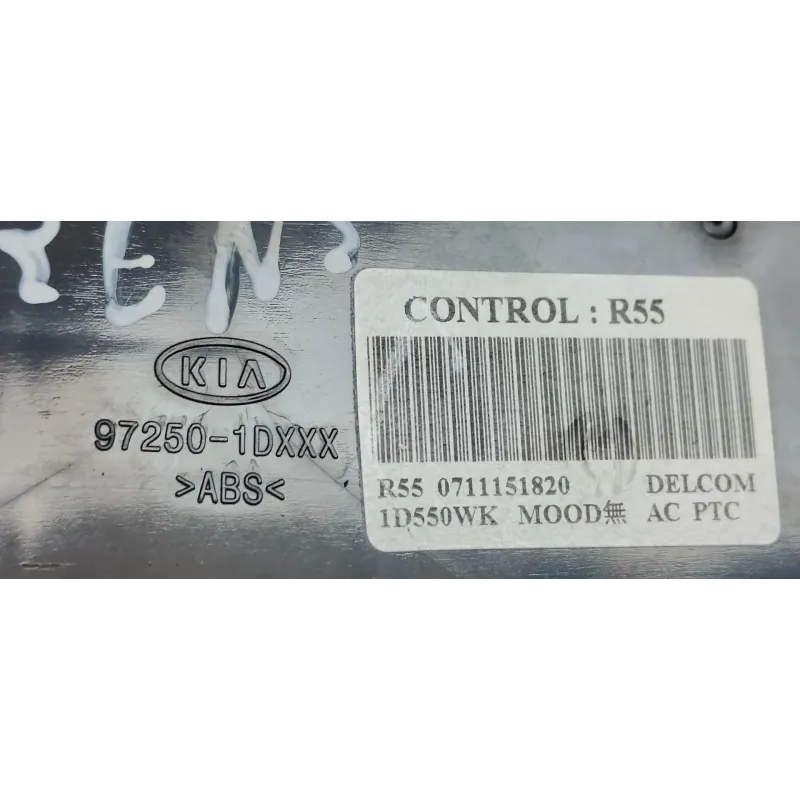 CONTROL : R55
KIA
97250-1DXXX
>ABS<
R55 0711151820 DELCOM
1D550WK MOOD無 AC PTC